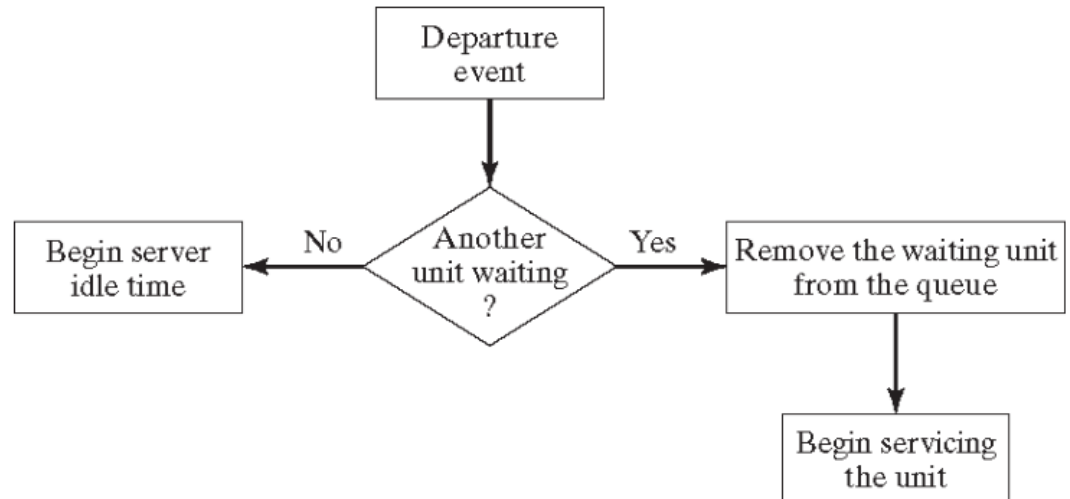 Departure
event
No
Another
unit waiting
?
Yes
Begin server
idle time
Remove the waiting unit
from the queue
Begin servicing
the unit